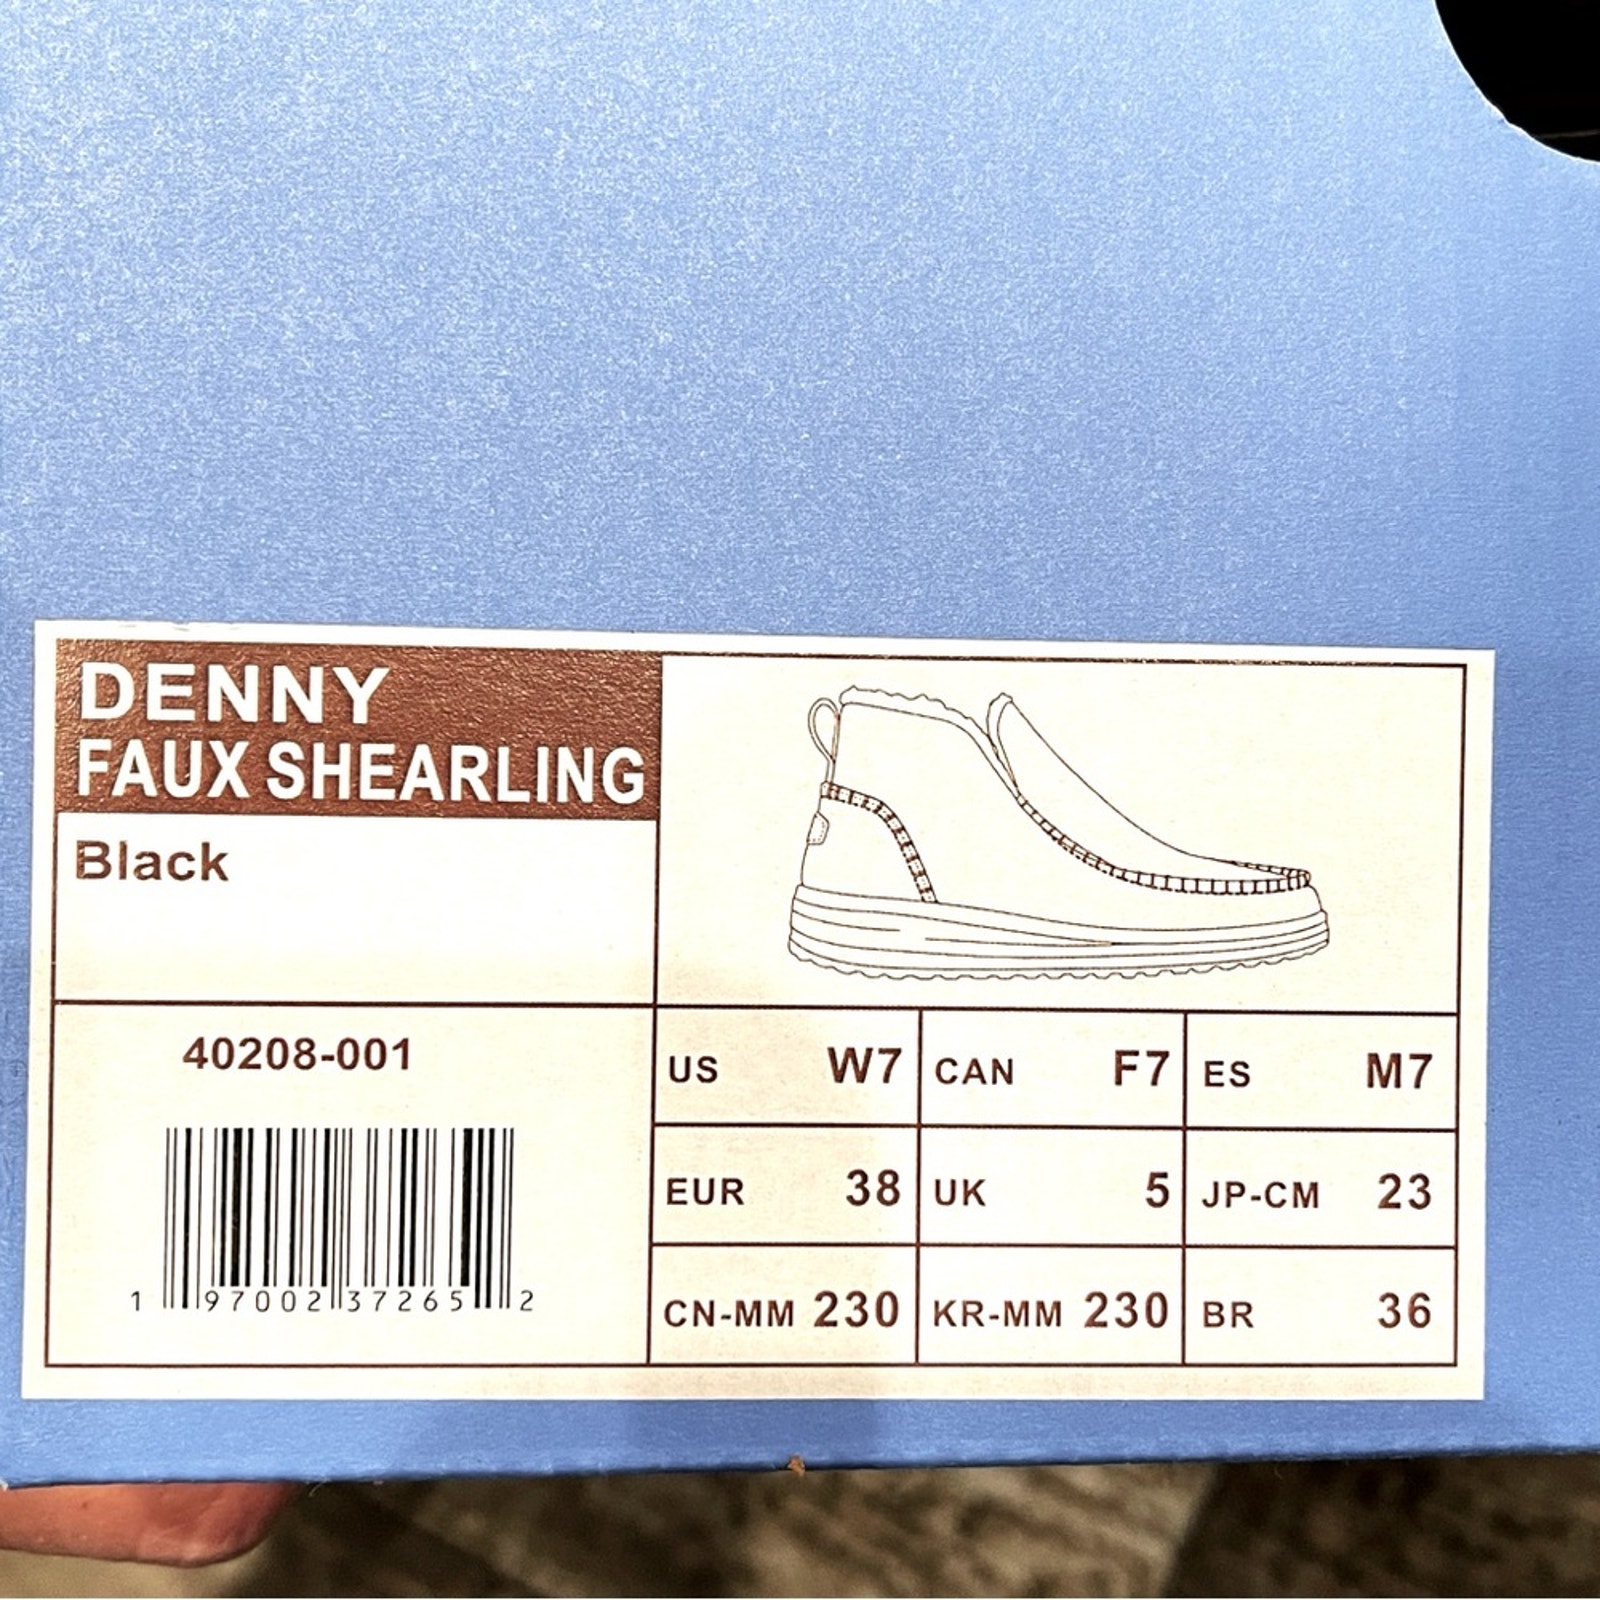 DENNY
FAUX SHEARLING
Black
40208-001
1 97002 37265 2
US W7 CAN F7 ES M7
EUR 38 UK 5 JP-CM 23
CN-MM 230 KR-MM 230 BR 36